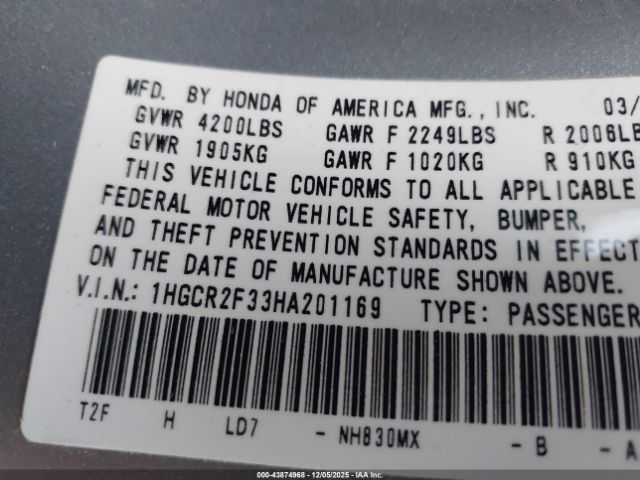 MFD. BY HONDA OF AMERICA MFG., INC. 03/
GVWR 4200LBS GAWR F 2249LBS R 2006LB
GVWR 1905KG GAWR F 1020KG R 910KG
THIS VEHICLE CONFORMS TO ALL APPLICABLE
FEDERAL MOTOR VEHICLE SAFETY, BUMPER,
AND THEFT PREVENTION STANDARDS IN EFFECT
ON THE DATE OF MANUFACTURE SHOWN ABOVE.
V.I.N.: 1HGCR2F33HA201169 TYPE: PASSENGER
T2F H LD7 - NH830MX - B - A
00-43874968 - 12/05/2025 - IAA Inc.